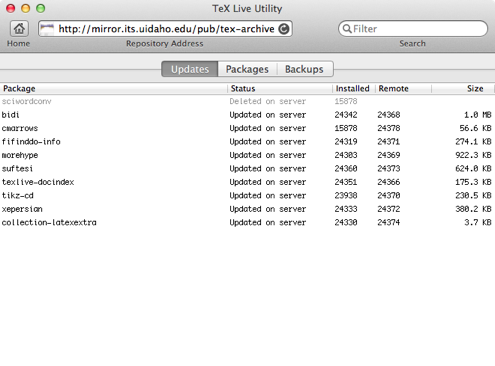 TeX Live Utility
http://mirror.its.uidaho.edu/pub/tex-archive
Filter
Home Repository Address Search
Updates Packages Backups
Package Status Installed Remote Size
sciwordconv Deleted on server 15878
bidi Updated on server 24342 24368 1.0 MB
cmarrows Updated on server 15878 24378 56.6 KB
fifinddo-info Updated on server 24319 24371 274.1 KB
morehype Updated on server 24303 24369 922.3 KB
suftesi Updated on server 24360 24373 624.0 KB
texlive-docindex Updated on server 24351 24366 175.3 KB
tikz-cd Updated on server 23938 24370 230.5 KB
xepersian Updated on server 24333 24372 380.2 KB
collection-latexextra Updated on server 24330 24374 3.7 KB